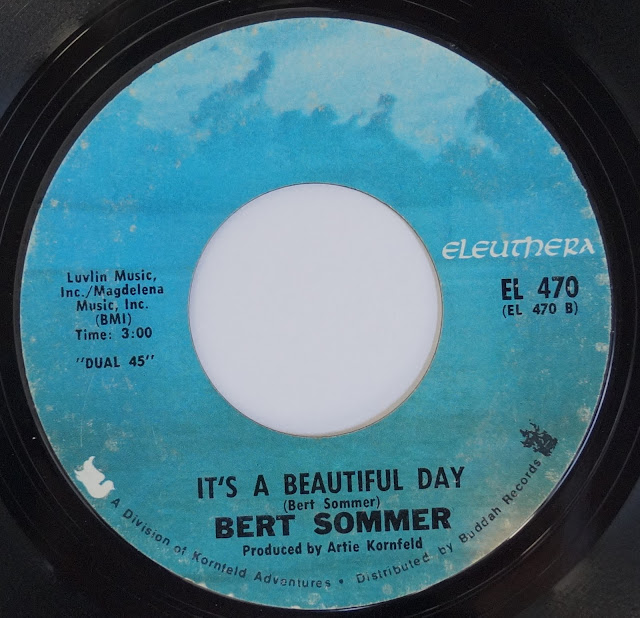 ELEUTHERA
Luvlin Music,
Inc./Magdelena
Music, Inc.
(BMI)
Time: 3:00
"DUAL 45"
EL 470
(EL 470 B)
IT'S A BEAUTIFUL DAY
(Bert Sommer)
BERT SOMMER
Produced by Artie Kornfeld
A Division of Kornfeld Adventures • Distributed by Buddah Records